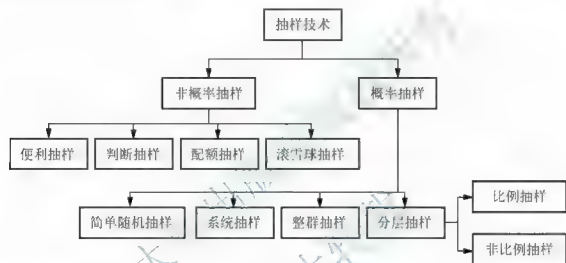 抽样技术
非概率抽样
概率抽样
便利抽样
判断抽样
配额抽样
滚雪球抽样
简单随机抽样
系统抽样
整群抽样
分层抽样
比例抽样
非比例抽样